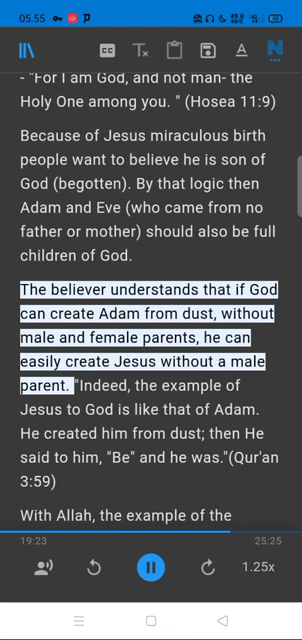 05.55
- "For I am God, and not man- the
Holy One among you. " (Hosea 11:9)
Because of Jesus miraculous birth
people want to believe he is son of
God (begotten). By that logic then
Adam and Eve (who came from no
father or mother) should also be full
children of God.
The believer understands that if God
can create Adam from dust, without
male and female parents, he can
easily create Jesus without a male
parent. "Indeed, the example of
Jesus to God is like that of Adam.
He created him from dust; then He
said to him, "Be" and he was."(Qur'an
3:59)
With Allah, the example of the
19:23 25:25
1.25x